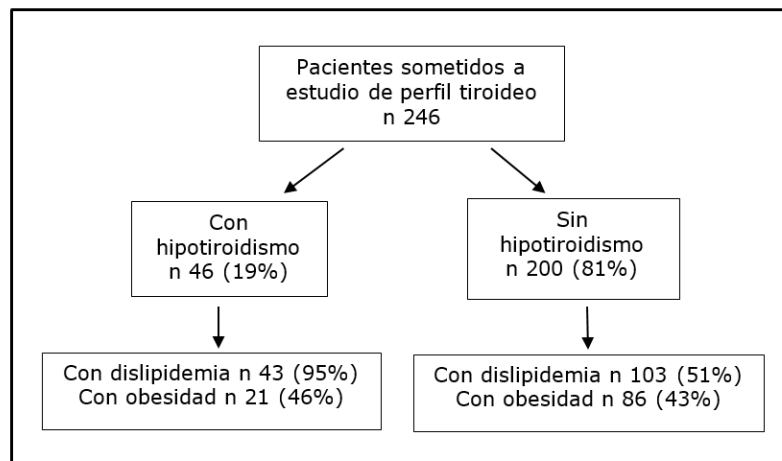 Pacientes sometidos a
estudio de perfil tiroideo
n 246
Con
hipotiroidismo
n 46 (19%)
Sin
hipotiroidismo
n 200 (81%)
Con dislipidemia n 43 (95%)
Con obesidad n 21 (46%)
Con dislipidemia n 103 (51%)
Con obesidad n 86 (43%)